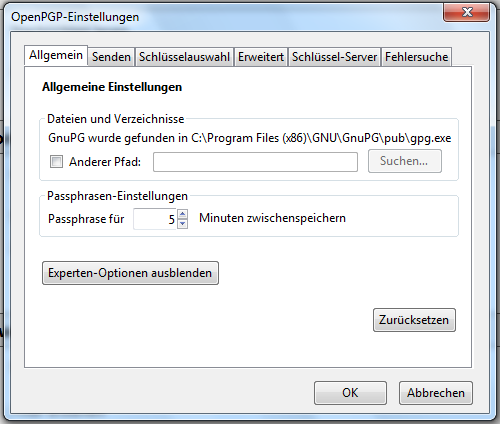 OpenPGP-Einstellungen
Allgemein Senden Schlüsselauswahl Erweitert Schlüssel-Server Fehlersuche
Allgemeine Einstellungen
Dateien und Verzeichnisse
GnuPG wurde gefunden in C:\Program Files (x86)\GNU\GnuPG\pub\gpg.exe
Anderer Pfad: Suchen...
Passphrasen-Einstellungen
Passphrase für 5 Minuten zwischenspeichern
Experten-Optionen ausblenden
Zurücksetzen
OK Abbrechen